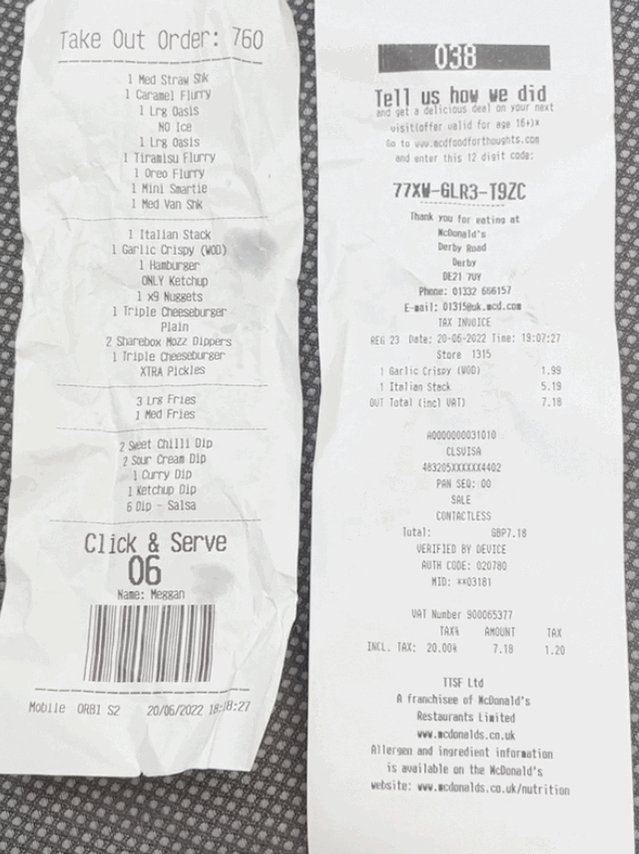 Take Out Order: 760
1 Med Straw Shk
1 Caramel Flurry
1 Lrg Oasis
NO Ice
1 Lrg Oasis
1 Tiramisu Flurry
1 Oreo Flurry
1 Mini Smartie
1 Med Van Shk
1 Italian Stack
1 Garlic Crispy (WOD)
1 Hamburger
ONLY Ketchup
1 x9 Nuggets
1 Triple Cheeseburger
Plain
2 Sharebox Mozz Dippers
1 Triple Cheeseburger
XTRA Pickles
3 Lrg Fries
1 Med Fries
2 Sweet Chilli Dip
2 Sour Cream Dip
1 Curry Dip
1 Ketchup Dip
6 Dip - Salsa
Click & Serve
06
Name: Meggan
Mobile ORB1 S2 20/06/2022 18:18:27
038
Tell us how we did
and get a delicious deal on your next
visit(offer valid for age 16+)*
Go to www.mcdfoodforthoughts.com
and enter this 12 digit code:
77XW-GLR3-T9ZC
Thank you for eating at
McDonald's
Derby Road
Derby
DE21 7UY
Phone: 01332 666157
E-mail: 01315@uk.mcd.com
TAX INVOICE
REG 23 Date: 20-06-2022 Time: 19:07:27
Store 1315
1 Garlic Crispy (WOD) 1.99
1 Italian Stack 5.19
OUT Total (incl VAT) 7.18
A0000000031010
CLSVISA
483205XXXXXX4402
PAN SEQ: 00
SALE
CONTACTLESS
Total: GBP7.18
VERIFIED BY DEVICE
AUTH CODE: 020780
MID: **03181
VAT Number 900065377
TAX% AMOUNT TAX
INCL. TAX: 20.00% 7.18 1.20
TTSF Ltd
A franchisee of McDonald's
Restaurants Limited
www.mcdonalds.co.uk
Allergen and ingredient information
is available on the McDonald's
website: www.mcdonalds.co.uk/nutrition